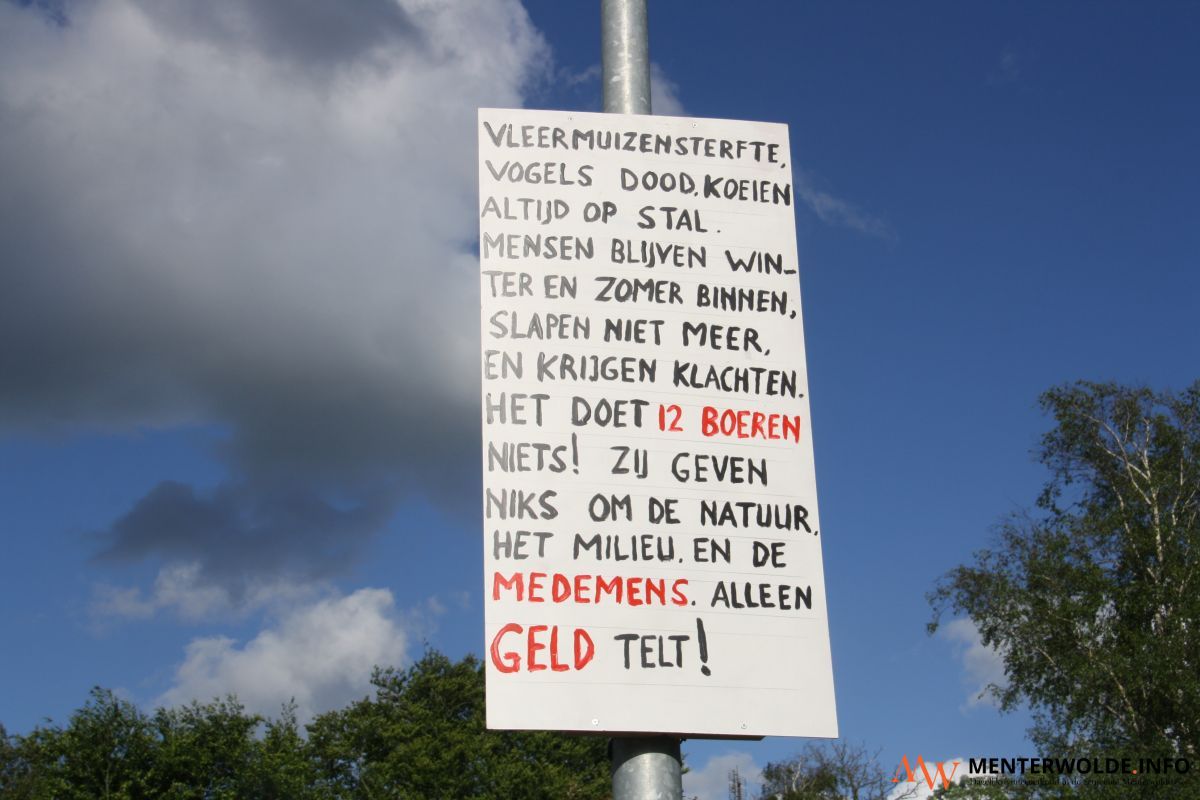 VLEERMUIZENSTERFTE,
VOGELS DOOD, KOEIEN
ALTIJD OP STAL.
MENSEN BLIJVEN WIN-
TER EN ZOMER BINNEN,
SLAPEN NIET MEER,
EN KRIJGEN KLACHTEN.
HET DOET 12 BOEREN
NIETS! ZIJ GEVEN
NIKS OM DE NATUUR,
HET MILIEU, EN DE
MEDEMENS. ALLEEN
GELD TELT!
MENTERWOLDE.INFO